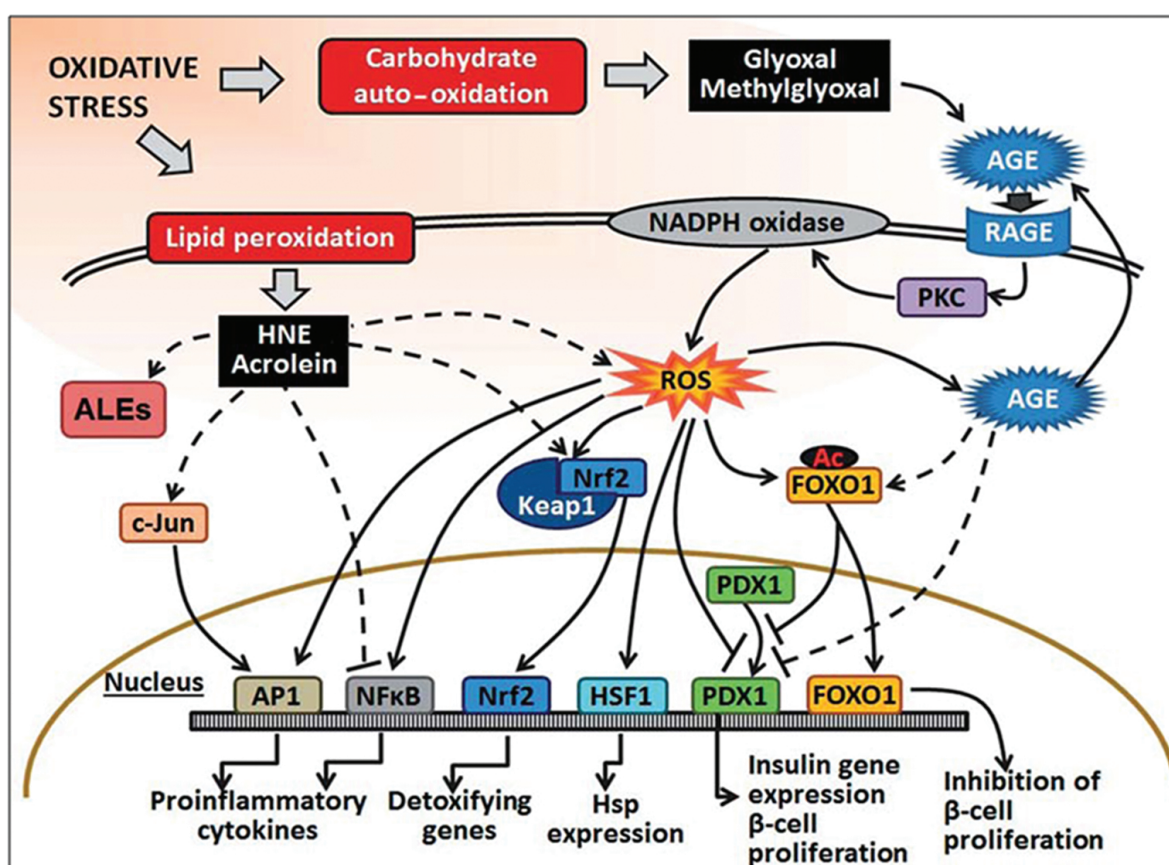 OXIDATIVE
STRESS
Carbohydrate
auto-oxidation
Glyoxal
Methylglyoxal
AGE
RAGE
NADPH oxidase
Lipid peroxidation
PKC
HNE
Acrolein
ROS
AGE
ALEs
Ac
FOXO1
Nrf2
Keap1
c-Jun
PDX1
Nucleus
AP1
NFκB
Nrf2
HSF1
PDX1
FOXO1
Proinflammatory
cytokines
Detoxifying
genes
Hsp
expression
Insulin gene
expression
β-cell
proliferation
Inhibition of
β-cell
proliferation